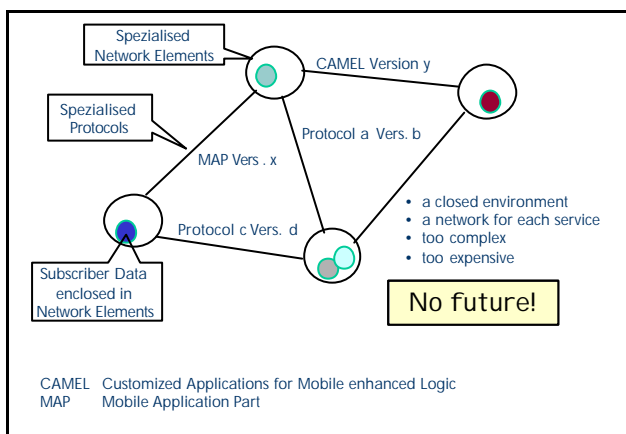 Spezialised
Network Elements
CAMEL Version y
Spezialised
Protocols
Protocol a Vers. b
MAP Vers . x
• a closed environment
• a network for each service
• too complex
• too expensive
Protocol c Vers. d
Subscriber Data
enclosed in
Network Elements
No future!
CAMEL Customized Applications for Mobile enhanced Logic
MAP Mobile Application Part